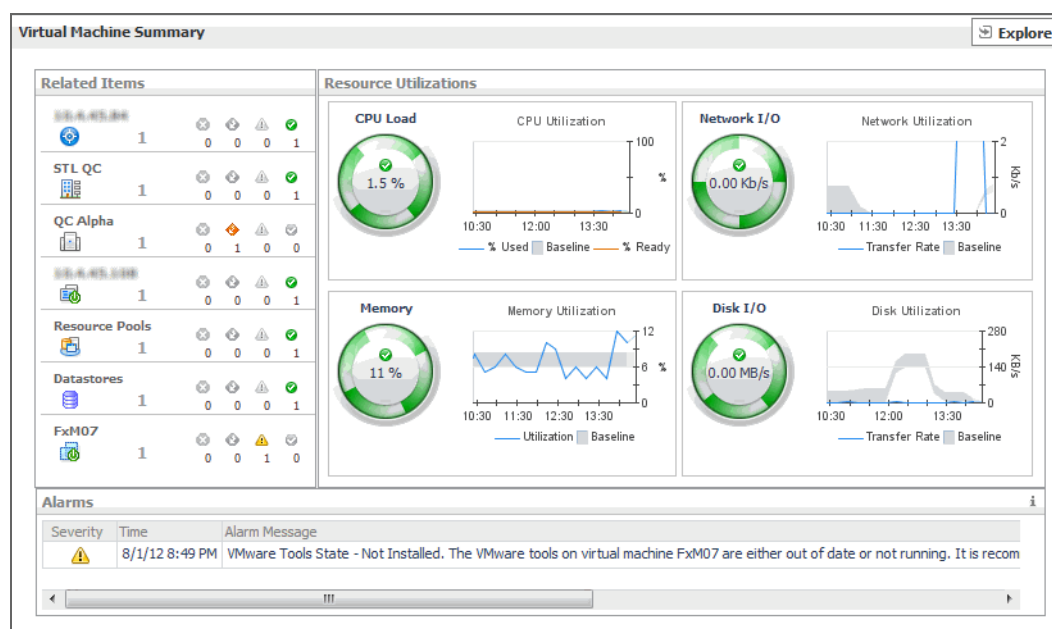 Virtual Machine Summary
Explore
Related Items
1
0 0 0 1
STL QC
1
0 0 0 1
QC Alpha
1
0 1 0 0
1
0 0 0 1
Resource Pools
1
0 0 0 1
Datastores
1
0 0 0 1
FxM07
1
0 0 1 0
Resource Utilizations
CPU Load
1.5 %
CPU Utilization
100
%
0
10:30 12:00 13:30
% Used Baseline % Ready
Network I/O
0.00 Kb/s
Network Utilization
2
Kb/s
0
10:30 11:30 12:30 13:30
Transfer Rate Baseline
Memory
11 %
Memory Utilization
12
6 %
0
10:30 11:30 12:30 13:30
Utilization Baseline
Disk I/O
0.00 MB/s
Disk Utilization
280
140 KB/s
0
10:30 12:00 13:30
Transfer Rate Baseline
Alarms
Severity Time Alarm Message
8/1/12 8:49 PM VMware Tools State - Not Installed. The VMware tools on virtual machine FxM07 are either out of date or not running. It is recom